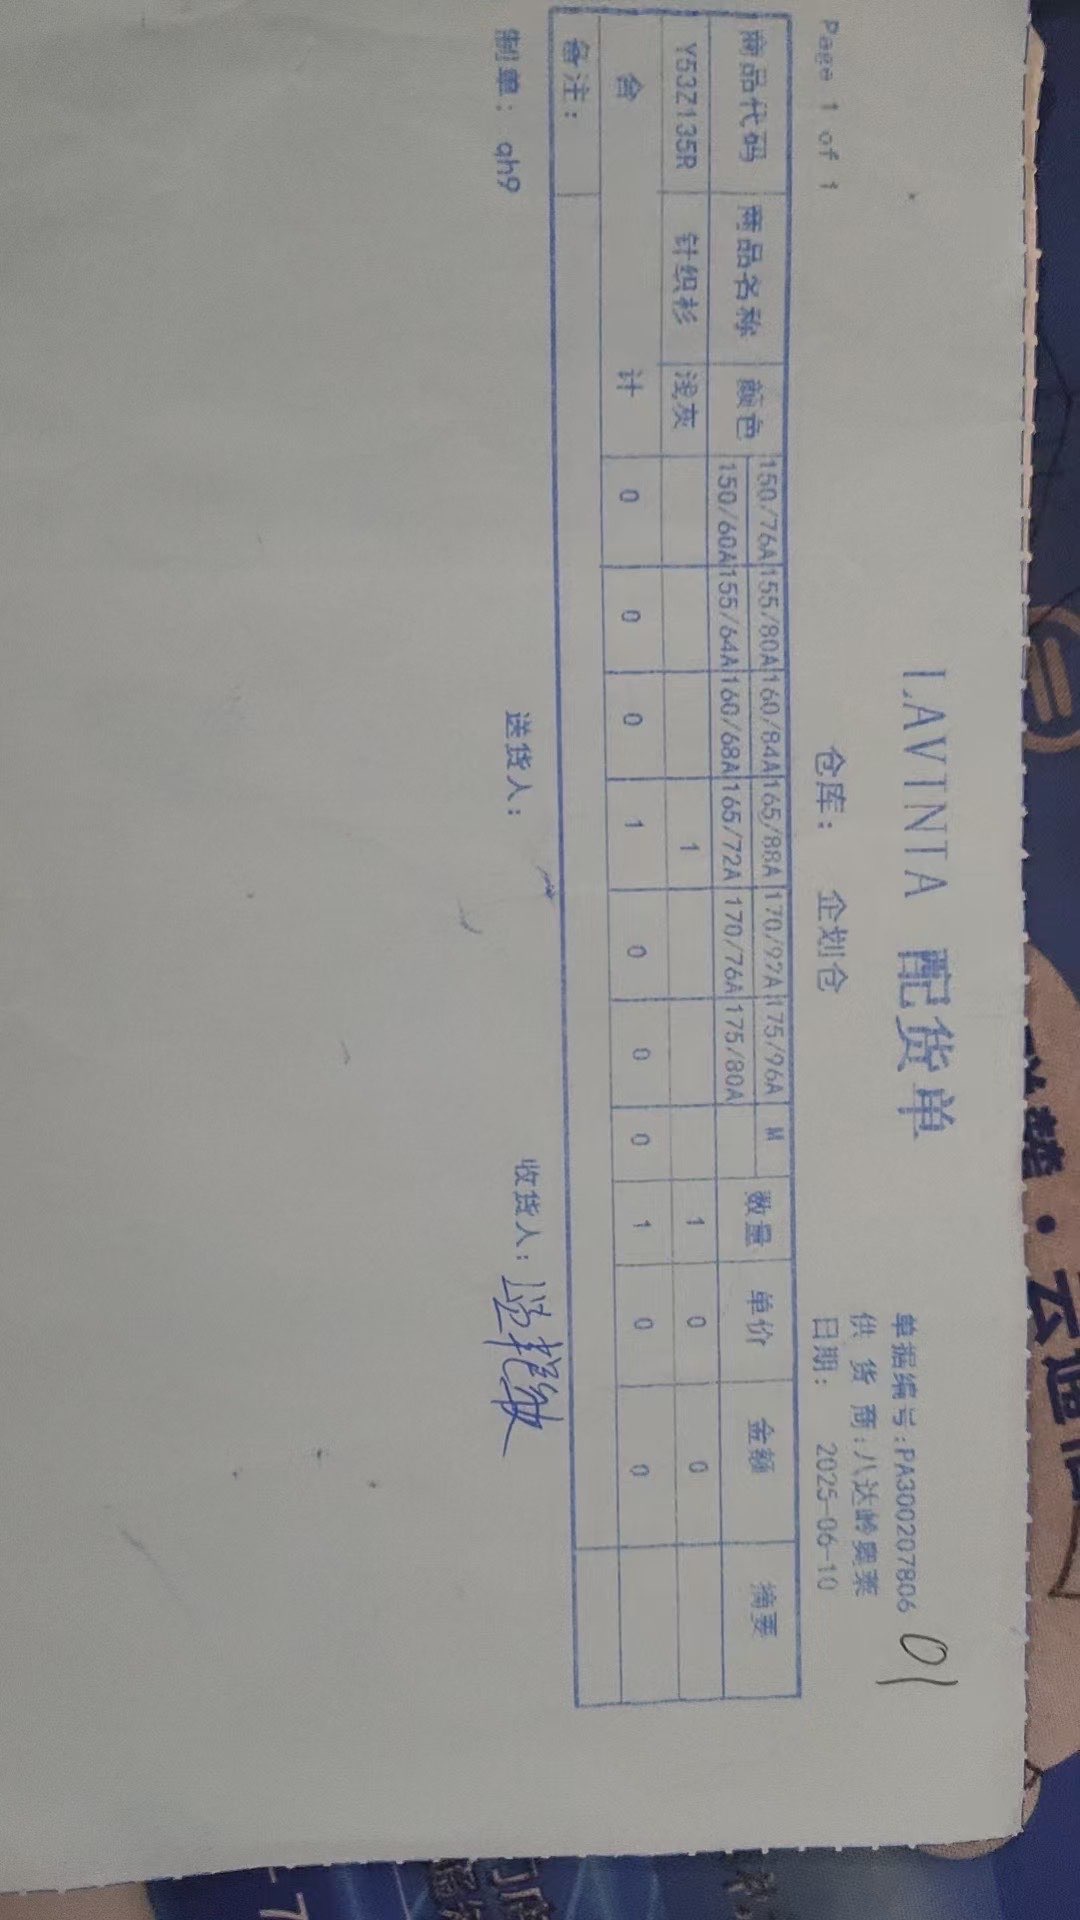 LAVINIA 配货单
单据编号:PA300207806 01
供 货 商:八达岭奥莱
Page 1 of 1 仓库: 企划仓 日期: 2025-06-10
商品代码 商品名称 颜色 150/76A 155/80A 160/84A 165/88A 170/92A 175/96A M 数量 单价 金额 摘要
150/60A 155/64A 160/68A 165/72A 170/76A 175/80A
Y53Z135R 针织衫 浅灰 1 1 0 0
合 计 0 0 0 1 0 0 0 1 0 0
备注:
制单: qh9 送货人: 收货人: